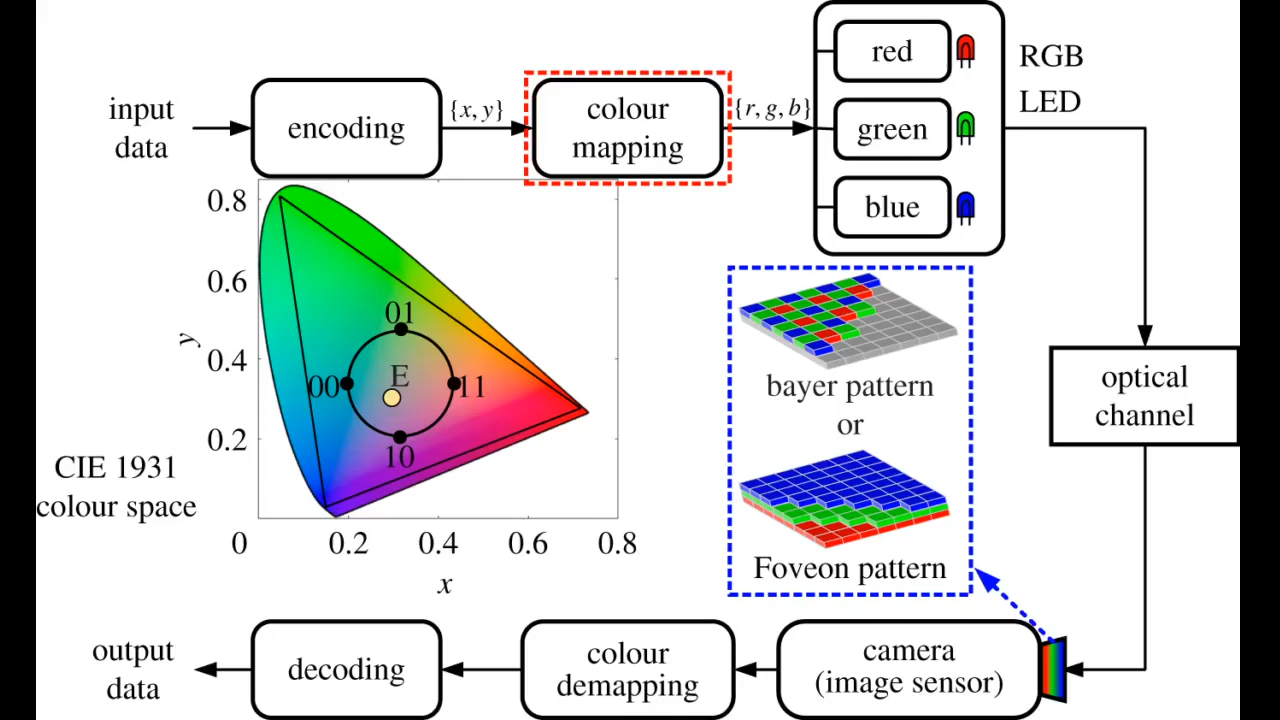 input
data
encoding
{x, y}
colour
mapping
{r, g, b}
red
green
blue
RGB
LED
0.8
0.6
0.4
0.2
y
01
00
E
11
10
CIE 1931
colour space
0
0.2
0.4
0.6
0.8
x
bayer pattern
or
Foveon pattern
optical
channel
output
data
decoding
colour
demapping
camera
(image sensor)